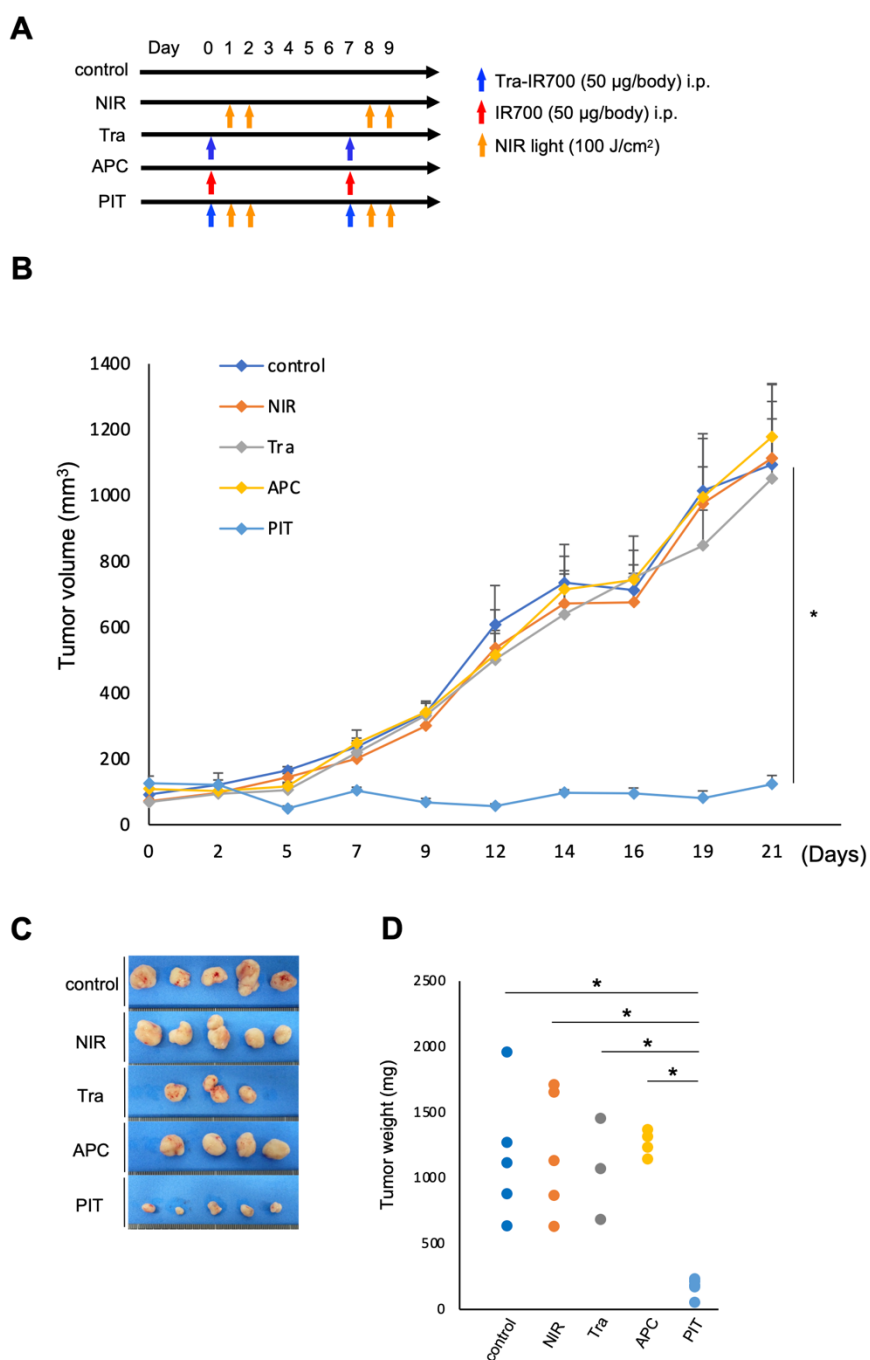 A
Day 0 1 2 3 4 5 6 7 8 9
control
NIR
Tra
APC
PIT
Tra-IR700 (50 µg/body) i.p.
IR700 (50 µg/body) i.p.
NIR light (100 J/cm²)
B
Tumor volume (mm³)
1400
1200
1000
800
600
400
200
0
control
NIR
Tra
APC
PIT
*
0 2 5 7 9 12 14 16 19 21 (Days)
C
control
NIR
Tra
APC
PIT
D
Tumor weight (mg)
2500
2000
1500
1000
500
0
*
*
*
*
control NIR Tra APC PIT